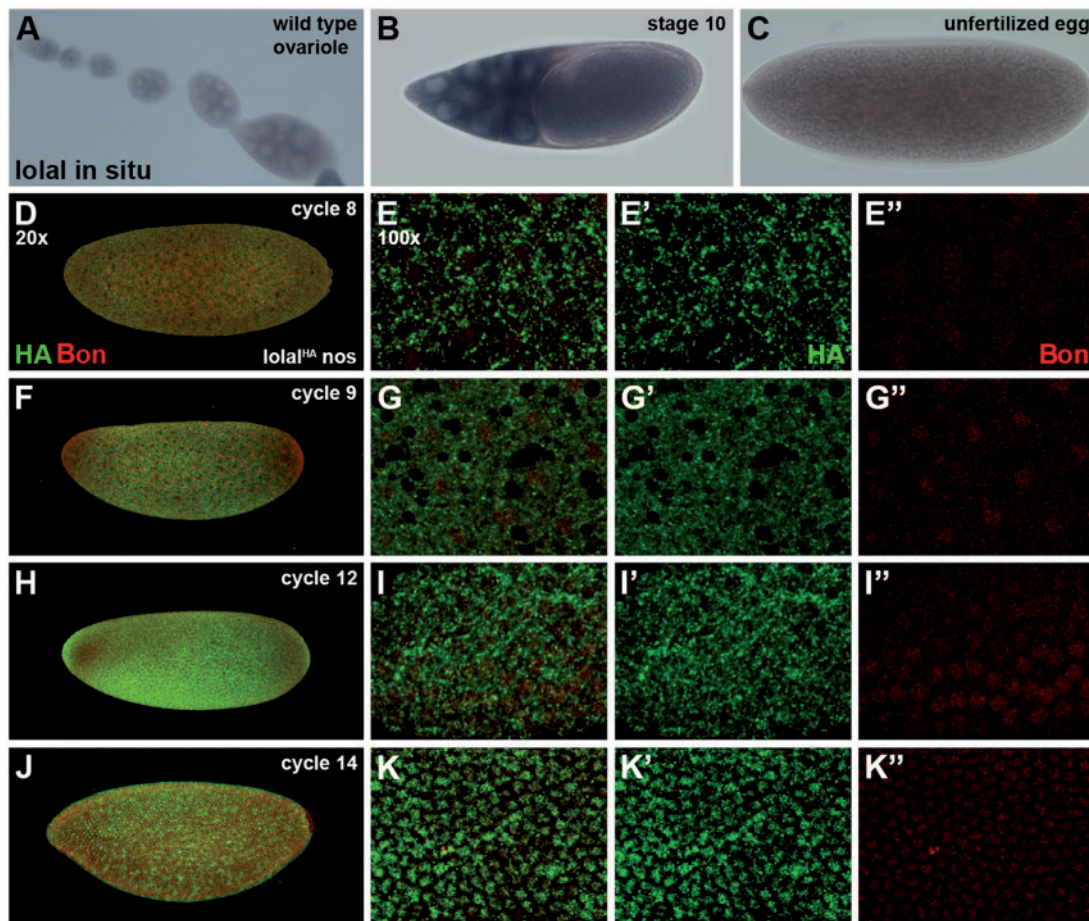 A
wild type
ovariole
lolal in situ
B
stage 10
C
unfertilized egg
D
20x
cycle 8
HA Bon
lolalᴴᴬ nos
E
100x
E'
HA
E''
Bon
F
cycle 9
G
G'
G''
H
cycle 12
I
I'
I''
J
cycle 14
K
K'
K''